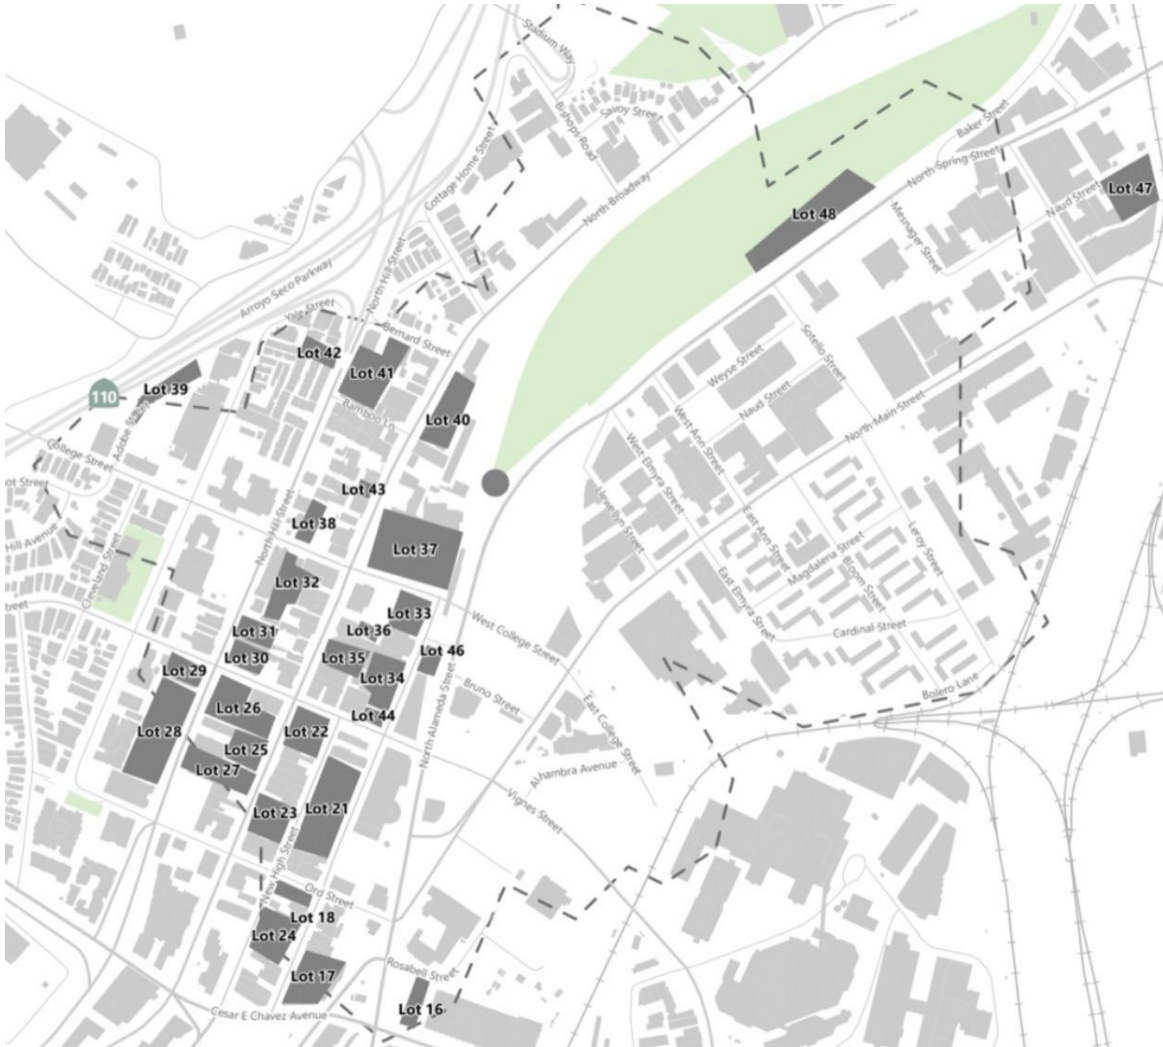 Stadium Way
Savoy Street
Bishops Road
Baker Street
Cottage Home Street
North Spring Street
North Broadway
Lot 47
Naud Street
Lot 48
Mesnager Street
North Hill Street
Arroyo Seco Parkway
Yale Street
Bernard Street
Sotello Street
Lot 42
Weyse Street
Lot 41
Lot 39
110
Naud Street
Bamboo Ln
Lot 40
North Main Street
West Ann Street
Adobe Street
College Street
West Elmyra Street
ot Street
Lot 43
Llewellyn Street
Lot 38
North Hill Street
East Ann Street
Hill Avenue
Lot 37
Leroy Street
Magdalena Street
Cleveland Street
Lot 32
Bloom Street
East Elmyra Street
treet
Lot 33
Lot 31
Lot 36
West College Street
Cardinal Street
Lot 46
Lot 30
Lot 35
Lot 29
Lot 34
Bolero Lane
Bruno Street
Lot 26
Lot 44
North Alameda Street
East College Street
Lot 28
Lot 22
Lot 25
Lot 27
Alhambra Avenue
Lot 23
Lot 21
Vignes Street
New High Street
Ord Street
Lot 18
Lot 24
Rosabell Street
Lot 17
Lot 16
Cesar E Chavez Avenue